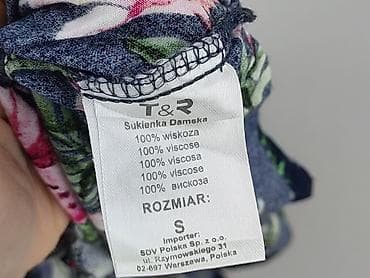 T&R
Sukienka Damska
100% wiskoza
100% viscose
100% viscosa
100% viscose
100% вискоза
ROZMIAR:
S
Importer:
SDV Polska Sp. z o.o.
ul. Rzymowskiego 31
02-697 Warszawa, Polska